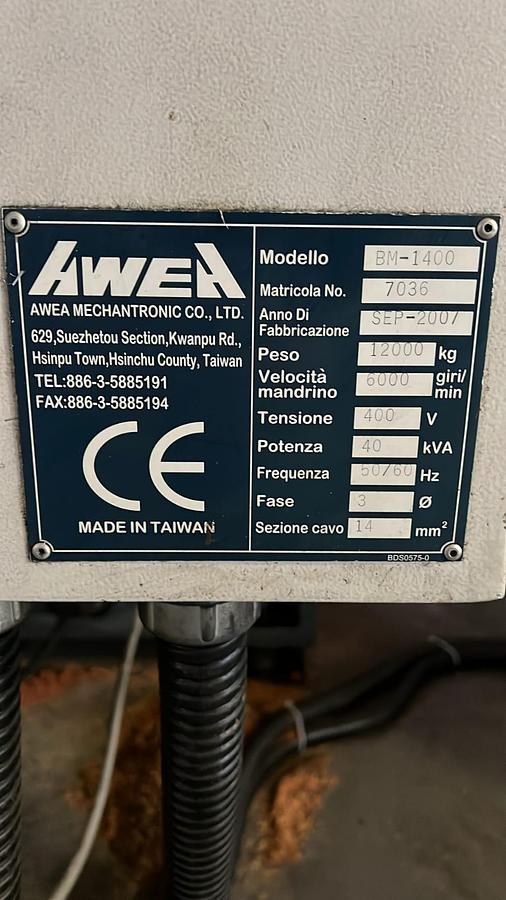 AWEA
AWEA MECHANTRONIC CO., LTD.
629,Suezhetou Section,Kwanpu Rd.,
Hsinpu Town,Hsinchu County, Taiwan
TEL:886-3-5885191
FAX:886-3-5885194
CE
MADE IN TAIWAN
Modello BM-1400
Matricola No. 7036
Anno Di
Fabbricazione SEP-2007
Peso 12000 kg
Velocità
mandrino 6000 giri/
min
Tensione 400 V
Potenza 40 kVA
Frequenza 50/60 Hz
Fase 3 Ø
Sezione cavo 14 mm²
BDS0575-0